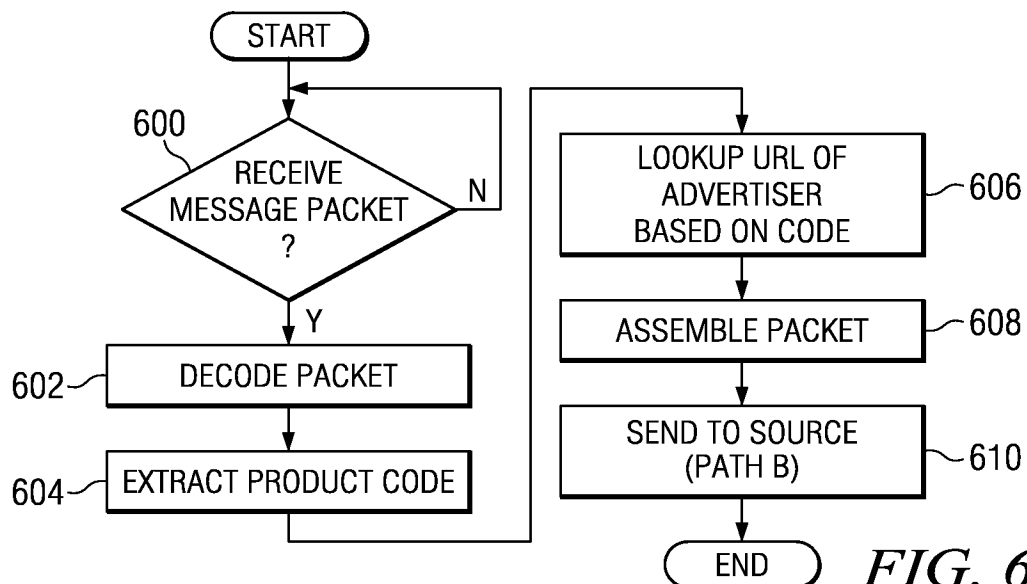 START
600
RECEIVE
MESSAGE PACKET
?
N
Y
602
DECODE PACKET
604
EXTRACT PRODUCT CODE
LOOKUP URL OF
ADVERTISER
BASED ON CODE
606
ASSEMBLE PACKET
608
SEND TO SOURCE
(PATH B)
610
END
FIG. 6